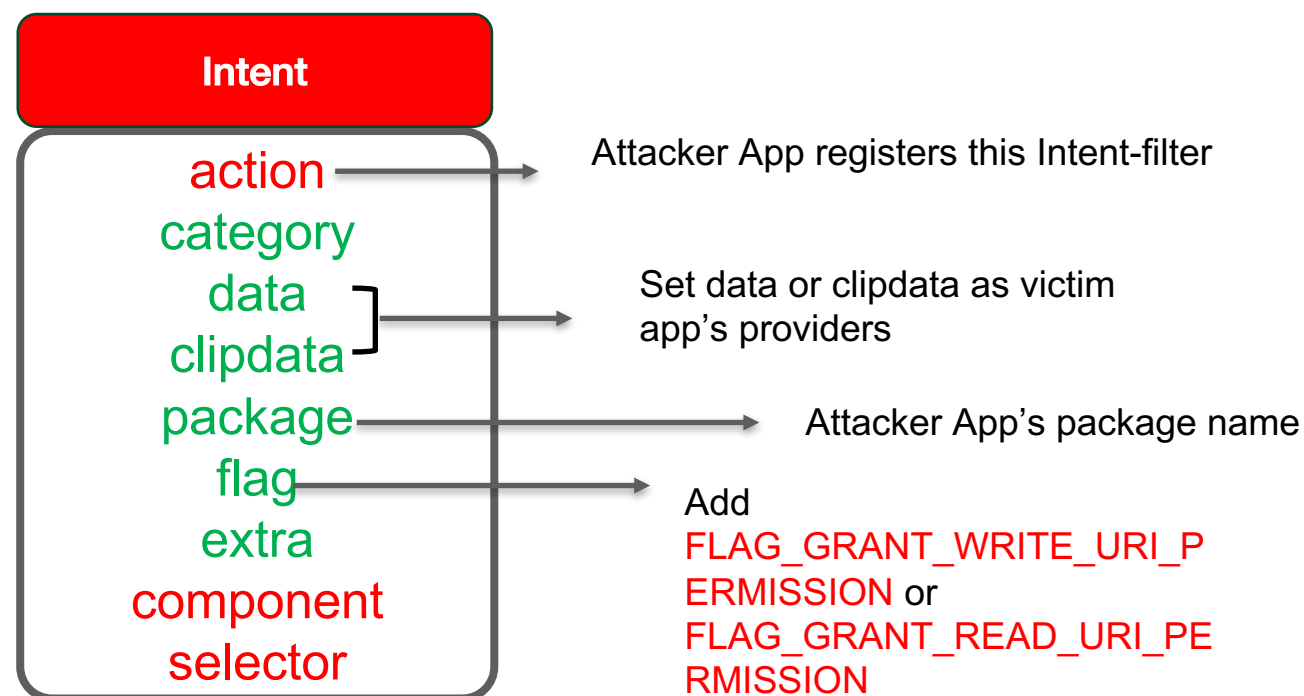 Intent
action
Attacker App registers this Intent-filter
category
data
clipdata
Set data or clipdata as victim
app’s providers
package
Attacker App’s package name
flag
Add
FLAG_GRANT_WRITE_URI_P
ERMISSION or
FLAG_GRANT_READ_URI_PE
RMISSION
extra
component
selector